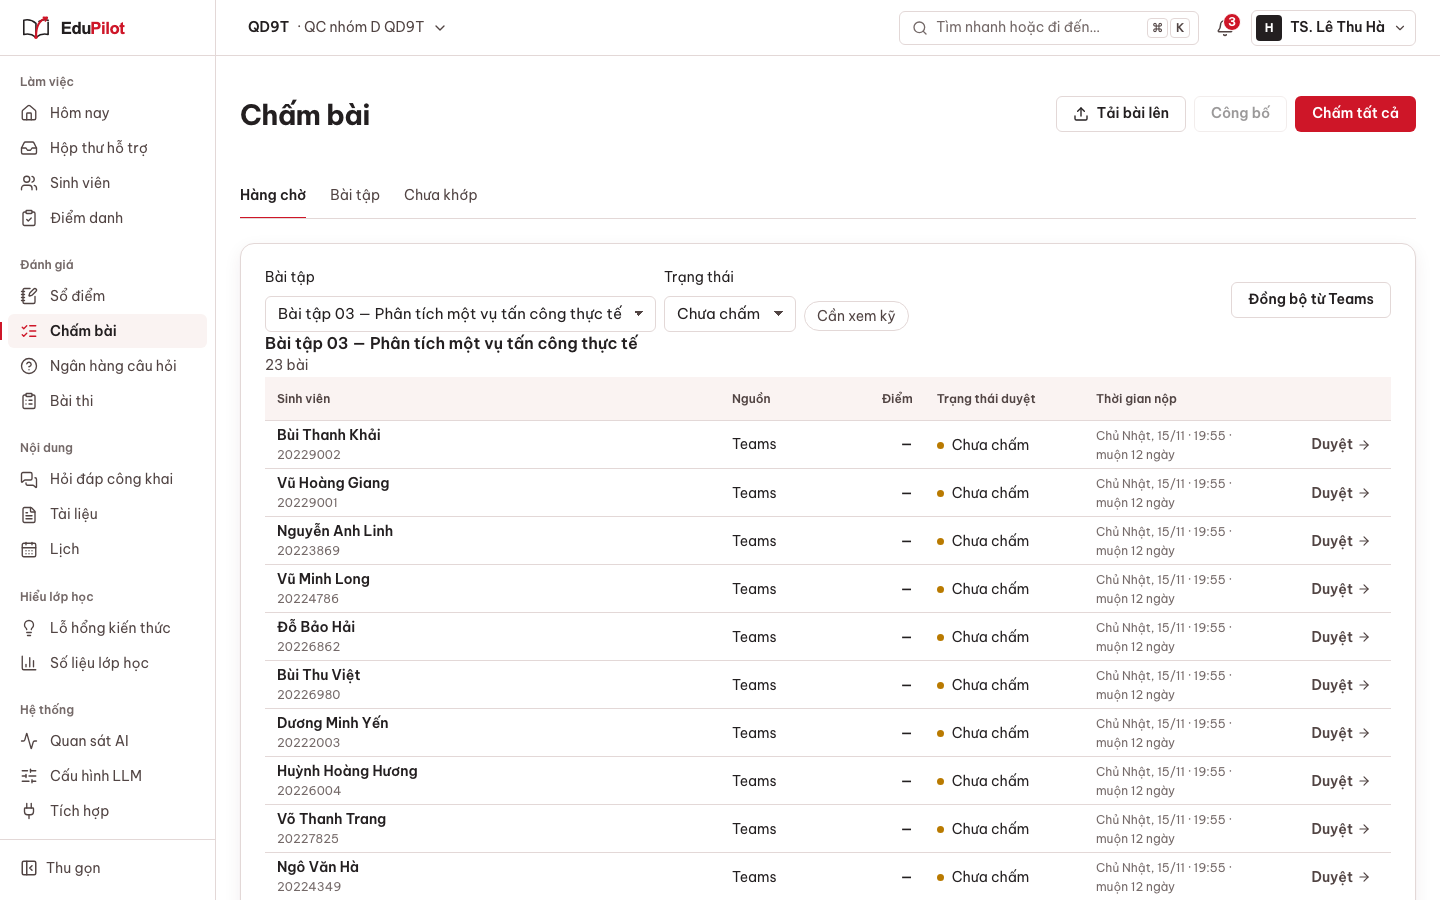 EduPilot
QD9T · QC nhóm D QD9T
Tìm nhanh hoặc đi đến...
⌘ K
3
H
TS. Lê Thu Hà
Làm việc
Hôm nay
Hộp thư hỗ trợ
Sinh viên
Điểm danh
Đánh giá
Sổ điểm
Chấm bài
Ngân hàng câu hỏi
Bài thi
Nội dung
Hỏi đáp công khai
Tài liệu
Lịch
Hiểu lớp học
Lỗ hổng kiến thức
Số liệu lớp học
Hệ thống
Quan sát AI
Cấu hình LLM
Tích hợp
Thu gọn
Chấm bài
Tải bài lên
Công bố
Chấm tất cả
Hàng chờ
Bài tập
Chưa khớp
Bài tập
Trạng thái
Bài tập 03 — Phân tích một vụ tấn công thực tế
Chưa chấm
Cần xem kỹ
Đồng bộ từ Teams
Bài tập 03 — Phân tích một vụ tấn công thực tế
23 bài
Sinh viên Nguồn Điểm Trạng thái duyệt Thời gian nộp
Bùi Thanh Khải
20229002
Teams — Chưa chấm
Chủ Nhật, 15/11 · 19:55 ·
muộn 12 ngày
Duyệt →
Vũ Hoàng Giang
20229001
Teams — Chưa chấm
Chủ Nhật, 15/11 · 19:55 ·
muộn 12 ngày
Duyệt →
Nguyễn Anh Linh
20223869
Teams — Chưa chấm
Chủ Nhật, 15/11 · 19:55 ·
muộn 12 ngày
Duyệt →
Vũ Minh Long
20224786
Teams — Chưa chấm
Chủ Nhật, 15/11 · 19:55 ·
muộn 12 ngày
Duyệt →
Đỗ Bảo Hải
20226862
Teams — Chưa chấm
Chủ Nhật, 15/11 · 19:55 ·
muộn 12 ngày
Duyệt →
Bùi Thu Việt
20226980
Teams — Chưa chấm
Chủ Nhật, 15/11 · 19:55 ·
muộn 12 ngày
Duyệt →
Dương Minh Yến
20222003
Teams — Chưa chấm
Chủ Nhật, 15/11 · 19:55 ·
muộn 12 ngày
Duyệt →
Huỳnh Hoàng Hương
20226004
Teams — Chưa chấm
Chủ Nhật, 15/11 · 19:55 ·
muộn 12 ngày
Duyệt →
Võ Thanh Trang
20227825
Teams — Chưa chấm
Chủ Nhật, 15/11 · 19:55 ·
muộn 12 ngày
Duyệt →
Ngô Văn Hà
20224349
Teams — Chưa chấm
Chủ Nhật, 15/11 · 19:55 ·
muộn 12 ngày
Duyệt →